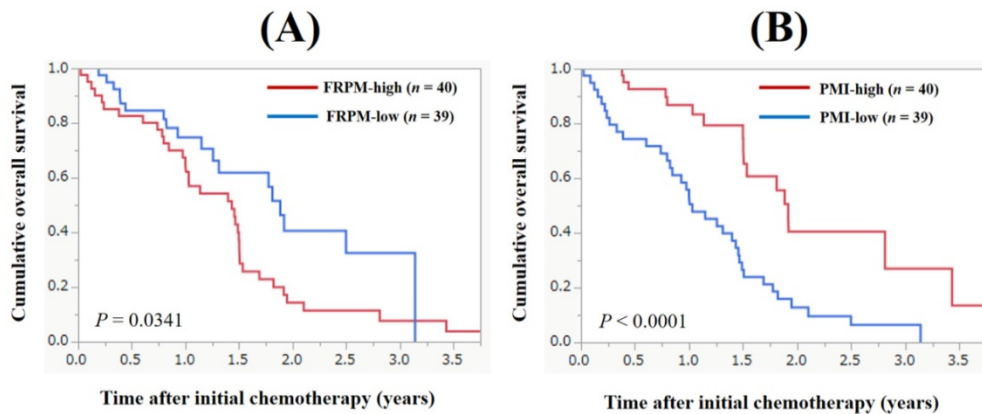 (A)
Cumulative overall survival
1.0
0.8
0.6
0.4
0.2
0.0
FRPM-high (n = 40)
FRPM-low (n = 39)
P = 0.0341
0.0 0.5 1.0 1.5 2.0 2.5 3.0 3.5
Time after initial chemotherapy (years)
(B)
Cumulative overall survival
1.0
0.8
0.6
0.4
0.2
0.0
PMI-high (n = 40)
PMI-low (n = 39)
P < 0.0001
0.0 0.5 1.0 1.5 2.0 2.5 3.0 3.5
Time after initial chemotherapy (years)